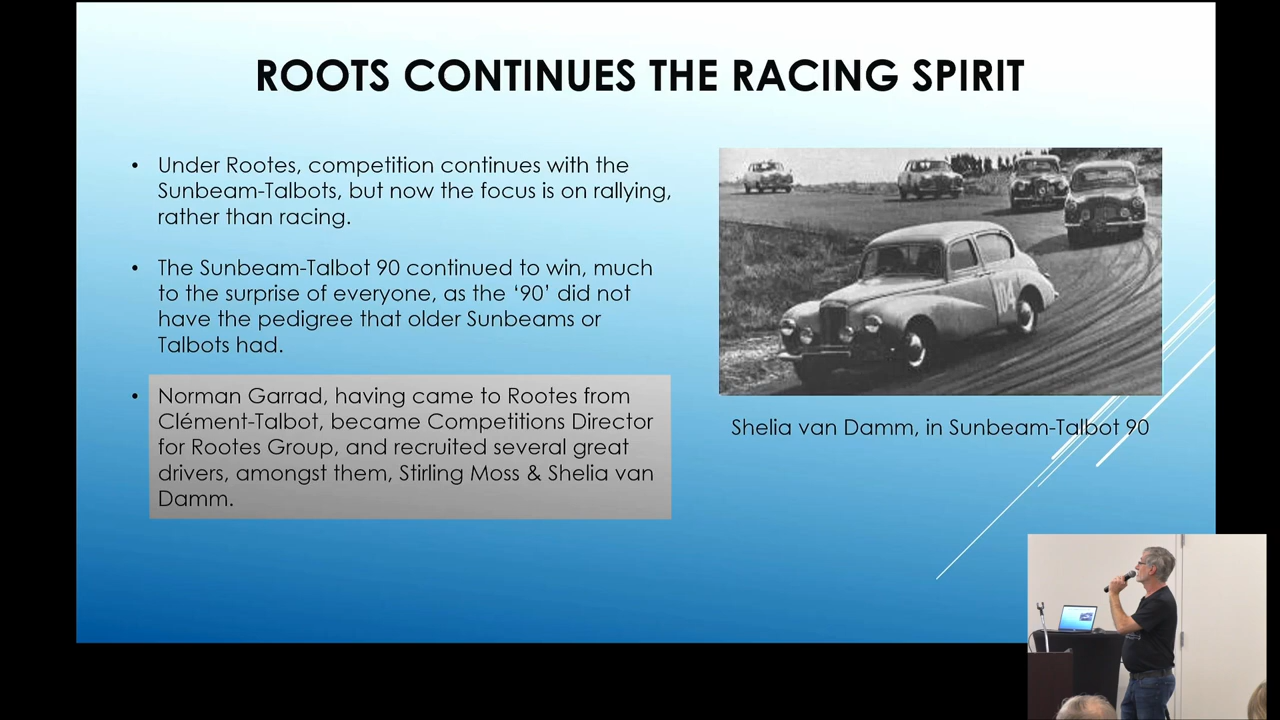 ROOTS CONTINUES THE RACING SPIRIT
• Under Rootes, competition continues with the
Sunbeam-Talbots, but now the focus is on rallying,
rather than racing.
• The Sunbeam-Talbot 90 continued to win, much
to the surprise of everyone, as the ‘90’ did not
have the pedigree that older Sunbeams or
Talbots had.
• Norman Garrad, having came to Rootes from
Clément-Talbot, became Competitions Director
for Rootes Group, and recruited several great
drivers, amongst them, Stirling Moss & Shelia van
Damm.
104
Shelia van Damm, in Sunbeam-Talbot 90